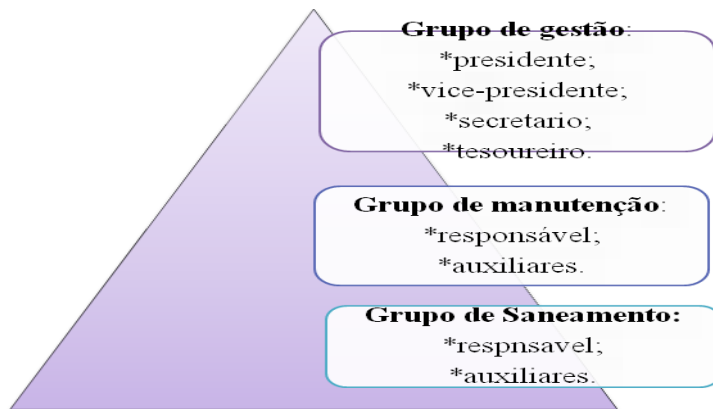 Grupo de gestão:
*presidente;
*vice-presidente;
*secretario;
*tesoureiro.
Grupo de manutenção:
*responsável;
*auxiliares.
Grupo de Saneamento:
*respnsavel;
*auxiliares.